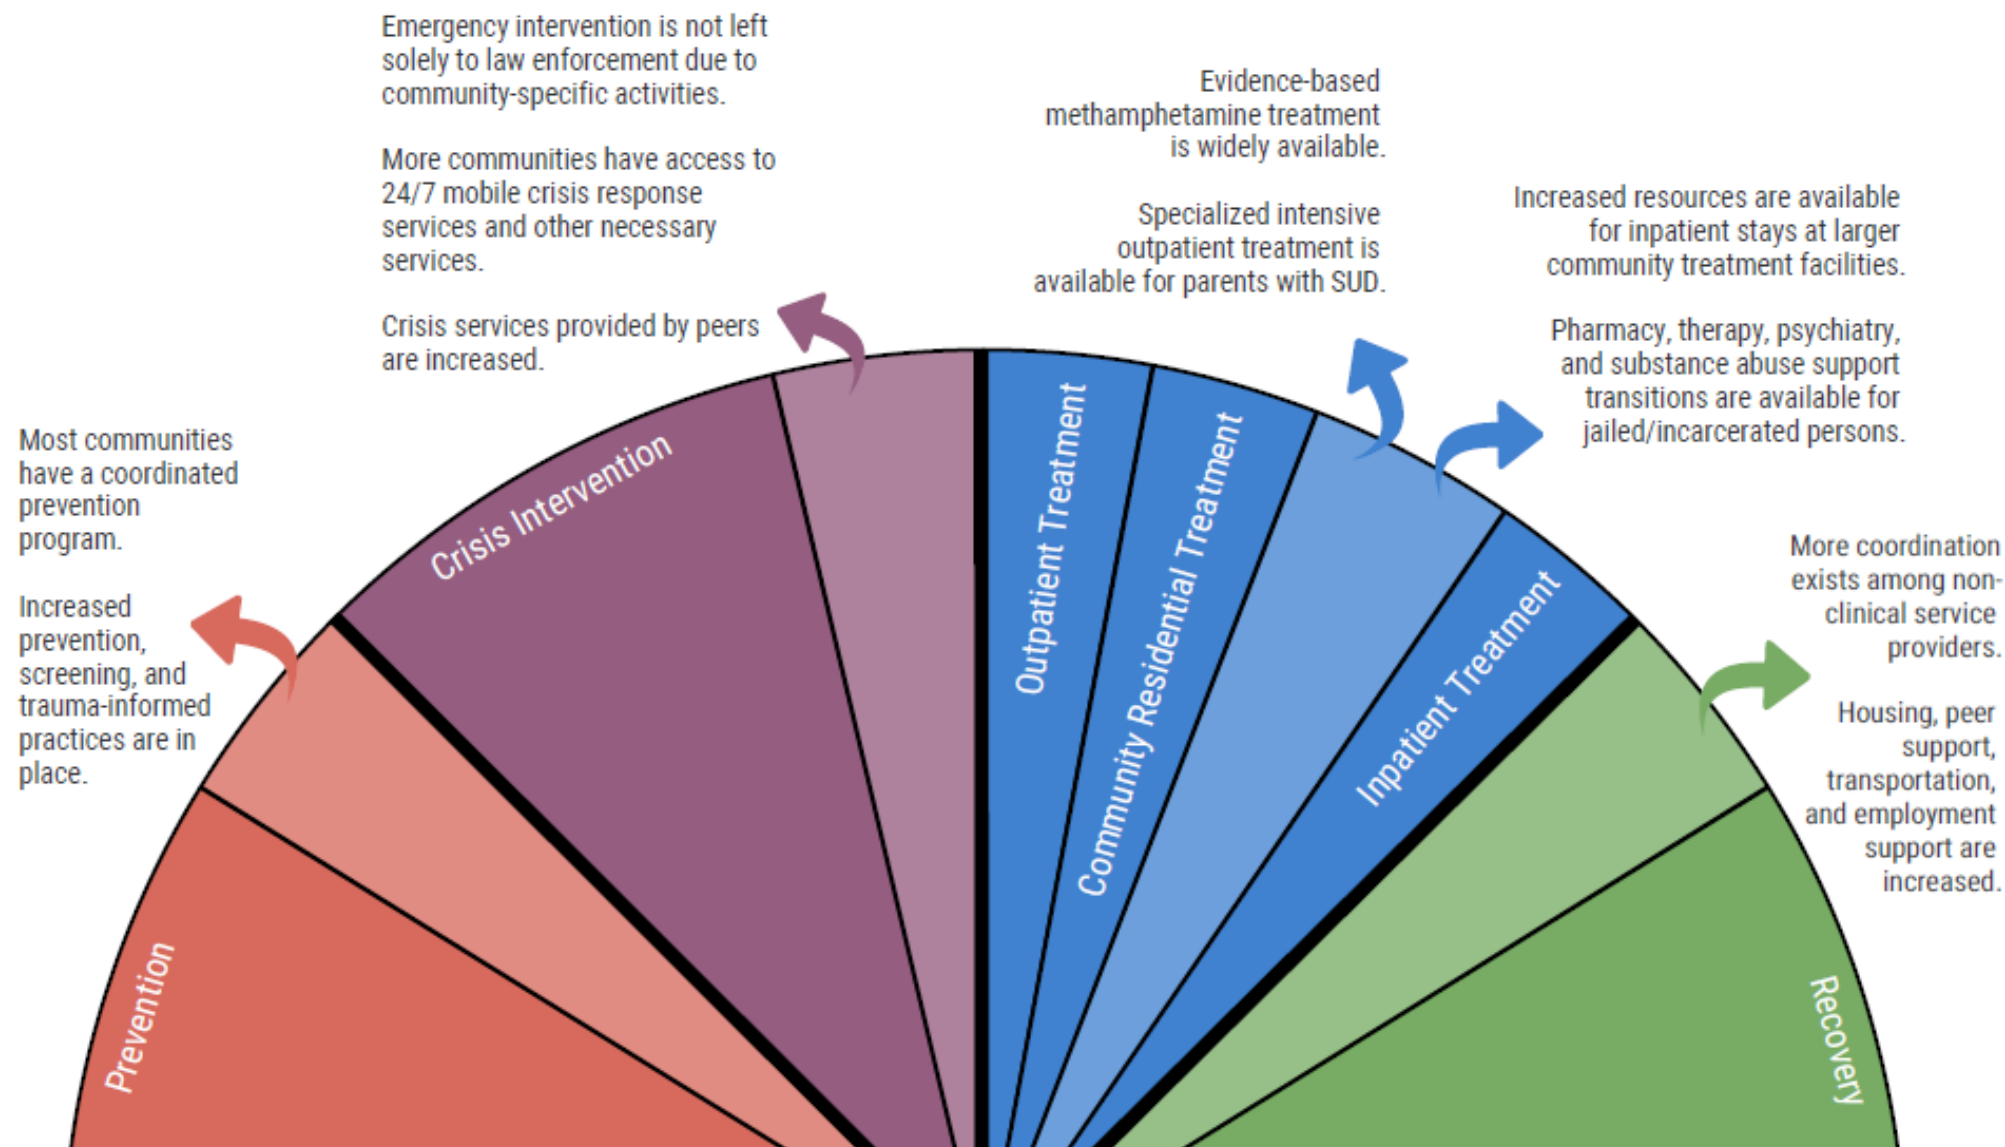 Emergency intervention is not left
solely to law enforcement due to
community-specific activities.
More communities have access to
24/7 mobile crisis response
services and other necessary
services.
Crisis services provided by peers
are increased.
Evidence-based
methamphetamine treatment
is widely available.
Specialized intensive
outpatient treatment is
available for parents with SUD.
Increased resources are available
for inpatient stays at larger
community treatment facilities.
Pharmacy, therapy, psychiatry,
and substance abuse support
transitions are available for
jailed/incarcerated persons.
Most communities
have a coordinated
prevention
program.
Increased
prevention,
screening, and
trauma-informed
practices are in
place.
More coordination
exists among non-
clinical service
providers.
Housing, peer
support,
transportation,
and employment
support are
increased.
Prevention
Crisis Intervention
Outpatient Treatment
Community Residential Treatment
Inpatient Treatment
Recovery